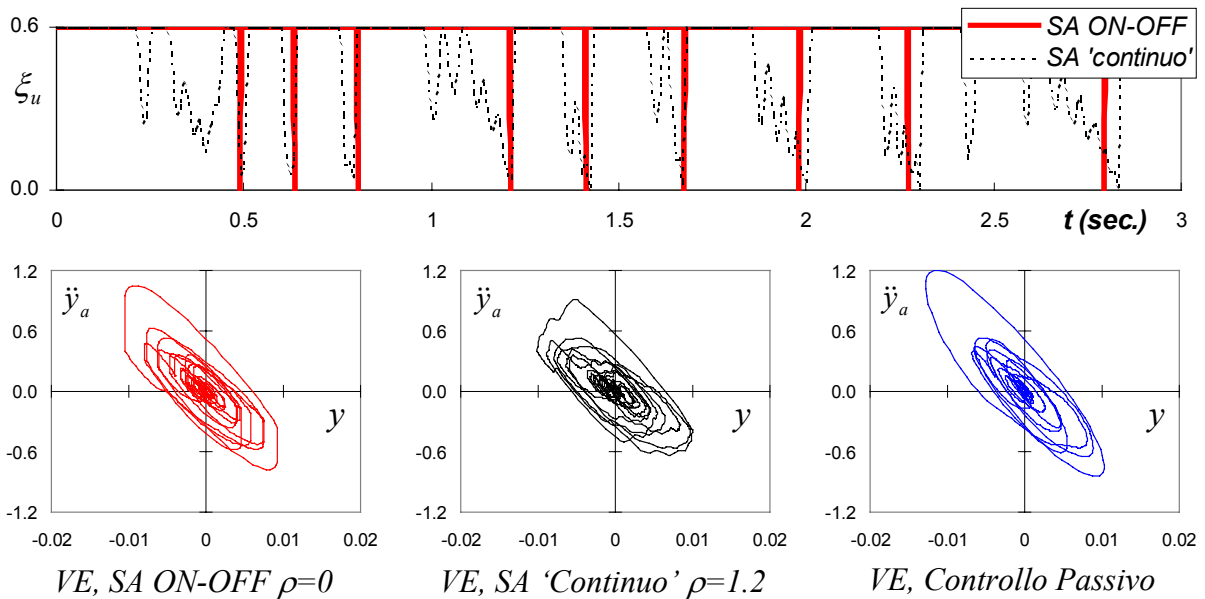 0.6
ξu
0.0
SA ON-OFF
SA 'continuo'
0 0.5 1 1.5 2 2.5 3
t (sec.)
1.2 1.2 1.2
ÿa ÿa ÿa
0.6 0.6 0.6
0.0 0.0 0.0
y y y
-0.6 -0.6 -0.6
-1.2 -1.2 -1.2
-0.02 -0.01 0 0.01 0.02 -0.02 -0.01 0 0.01 0.02 -0.02 -0.01 0 0.01 0.02
VE, SA ON-OFF ρ=0 VE, SA ‘Continuo’ ρ=1.2 VE, Controllo Passivo